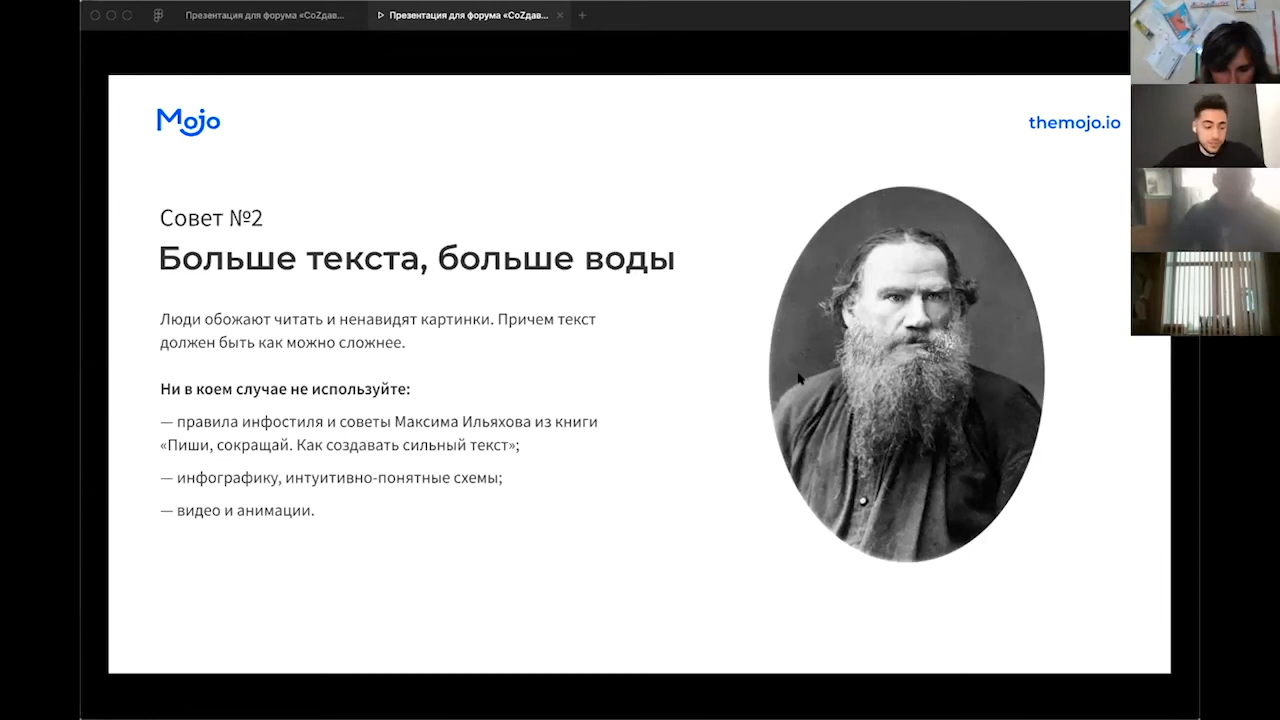 Презентация для форума «СоZдав...
Презентация для форума «СоZдав...
Mojo
themojo.io
Совет №2
Больше текста, больше воды
Люди обожают читать и ненавидят картинки. Причем текст
должен быть как можно сложнее.
Ни в коем случае не используйте:
— правила инфостиля и советы Максима Ильяхова из книги
«Пиши, сокращай. Как создавать сильный текст»;
— инфографику, интуитивно-понятные схемы;
— видео и анимации.